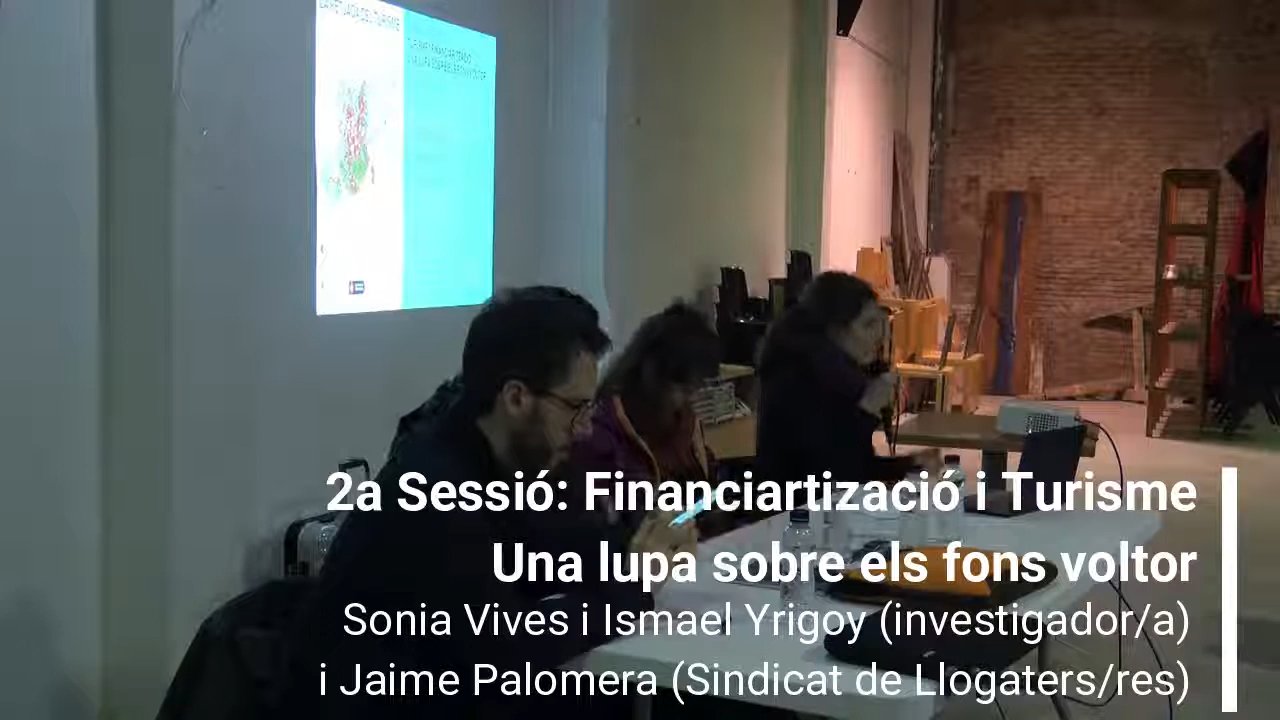 2a Sessió: Financiartizació i Turisme
Una lupa sobre els fons voltor
Sonia Vives i Ismael Yrigoy (investigador/a)
i Jaime Palomera (Sindicat de Llogaters/res)